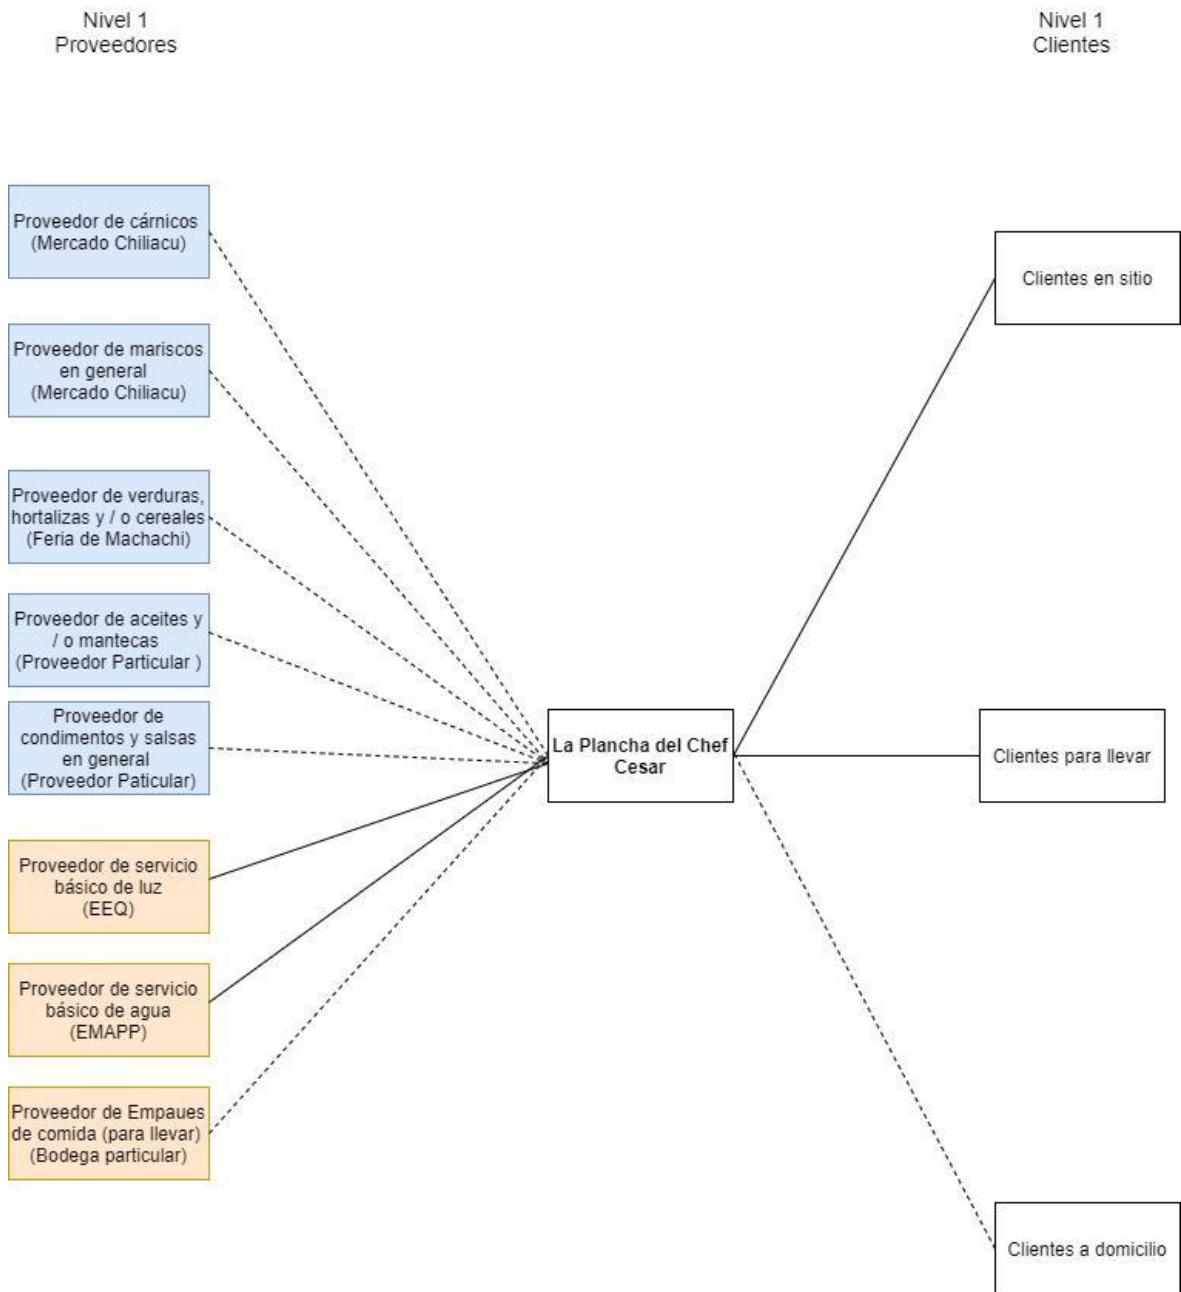 Nivel 1
Proveedores
Nivel 1
Clientes
Proveedor de cárnicos
(Mercado Chiliacu)
Proveedor de mariscos
en general
(Mercado Chiliacu)
Proveedor de verduras,
hortalizas y / o cereales
(Feria de Machachi)
Proveedor de aceites y
/ o mantecas
(Proveedor Particular )
Proveedor de
condimentos y salsas
en general
(Proveedor Paticular)
Proveedor de servicio
básico de luz
(EEQ)
Proveedor de servicio
básico de agua
(EMAPP)
Proveedor de Empaues
de comida (para llevar)
(Bodega particular)
La Plancha del Chef
Cesar
Clientes en sitio
Clientes para llevar
Clientes a domicilio